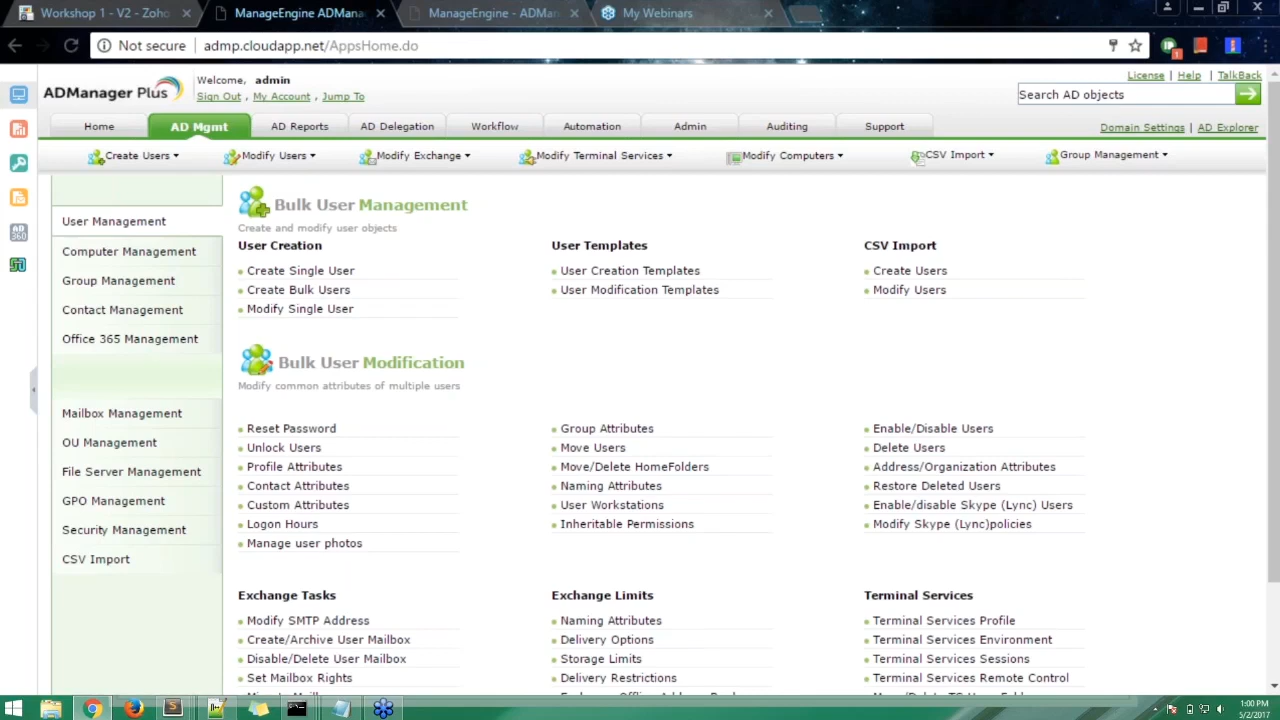 Workshop 1 - V2 - Zoho
ManageEngine ADMana
ManageEngine - ADMan
My Webinars
Not secure
admp.cloudapp.net/AppsHome.do
1
ADManager Plus
Welcome, admin
Sign Out , My Account , Jump To
License | Help | TalkBack
Search AD objects
Home
AD Mgmt
AD Reports
AD Delegation
Workflow
Automation
Admin
Auditing
Support
Domain Settings | AD Explorer
Create Users
Modify Users
Modify Exchange
Modify Terminal Services
Modify Computers
CSV Import
Group Management
AD
360
User Management
Computer Management
Group Management
Contact Management
Office 365 Management
Mailbox Management
OU Management
File Server Management
GPO Management
Security Management
CSV Import
Bulk User Management
Create and modify user objects
User Creation
Create Single User
Create Bulk Users
Modify Single User
User Templates
User Creation Templates
User Modification Templates
CSV Import
Create Users
Modify Users
Bulk User Modification
Modify common attributes of multiple users
Reset Password
Unlock Users
Profile Attributes
Contact Attributes
Custom Attributes
Logon Hours
Manage user photos
Group Attributes
Move Users
Move/Delete HomeFolders
Naming Attributes
User Workstations
Inheritable Permissions
Enable/Disable Users
Delete Users
Address/Organization Attributes
Restore Deleted Users
Enable/disable Skype (Lync) Users
Modify Skype (Lync)policies
Exchange Tasks
Modify SMTP Address
Create/Archive User Mailbox
Disable/Delete User Mailbox
Set Mailbox Rights
Exchange Limits
Naming Attributes
Delivery Options
Storage Limits
Delivery Restrictions
Terminal Services
Terminal Services Profile
Terminal Services Environment
Terminal Services Sessions
Terminal Services Remote Control
1:00 PM
5/2/2017